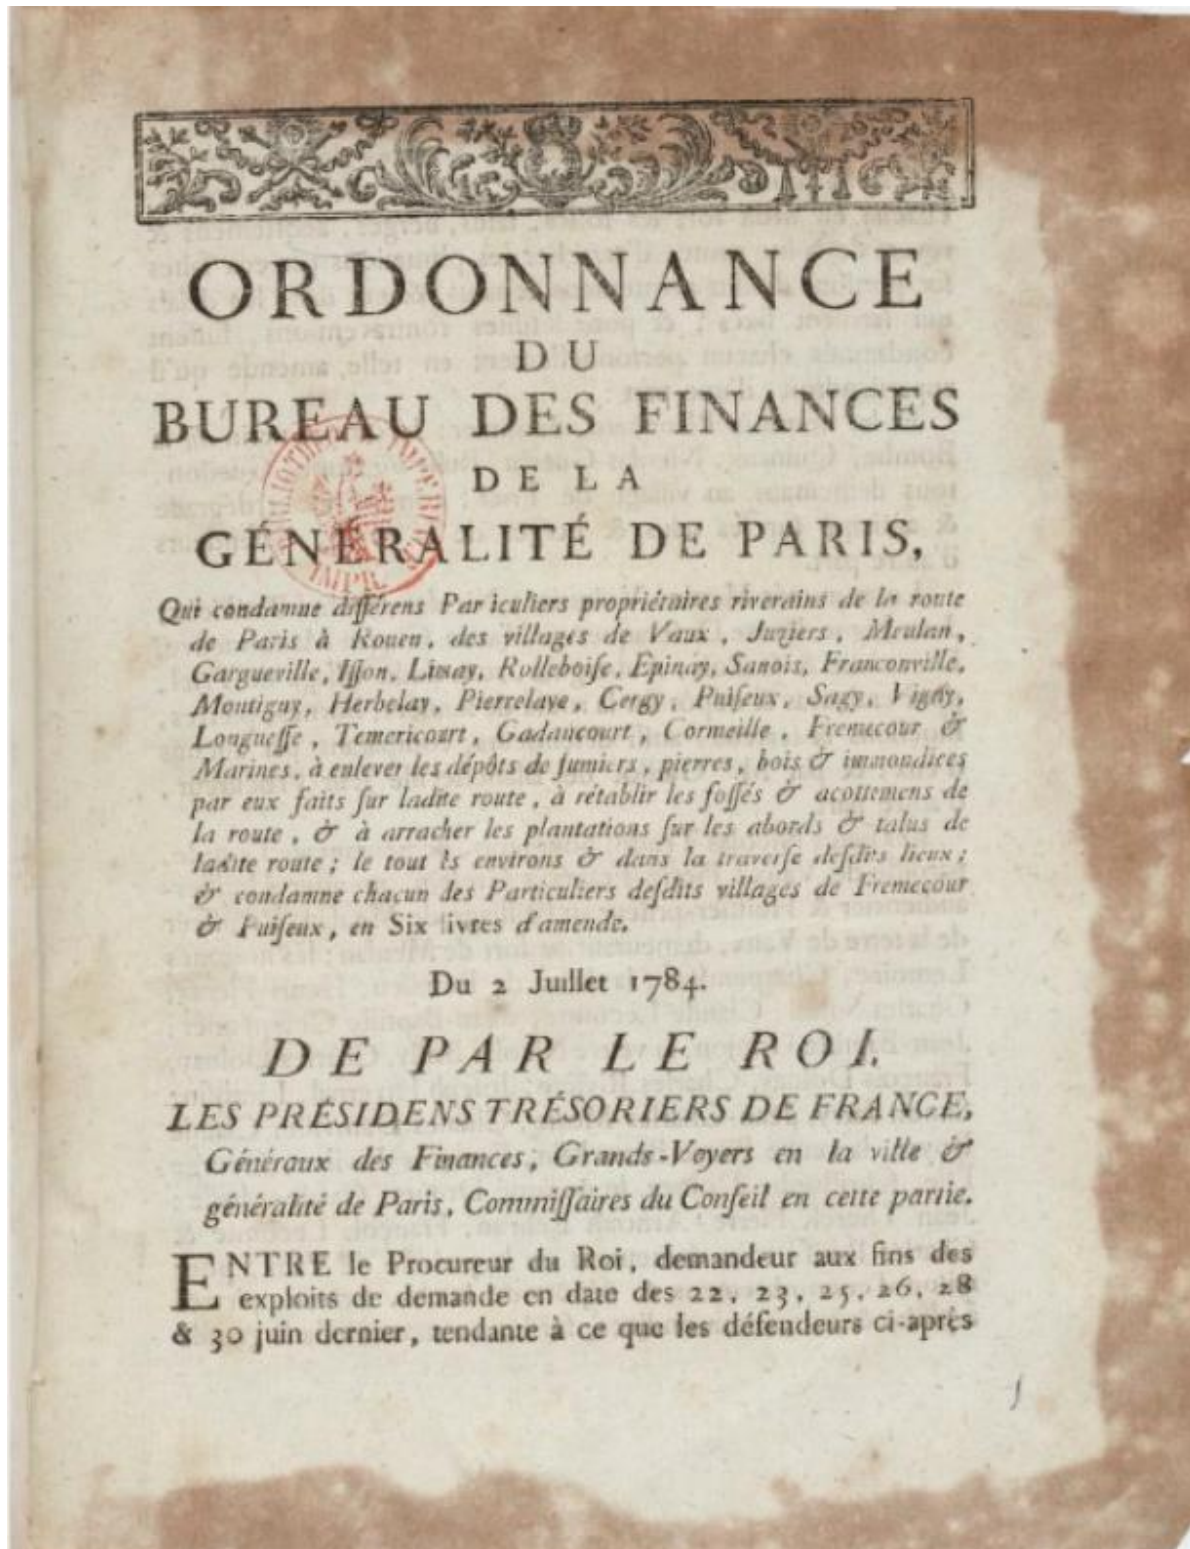 ORDONNANCE
DU
BUREAU DES FINANCES
DE LA
GÉNÉRALITÉ DE PARIS,
Qui condamne différens Par iculiers propriétaires riverains de la route
de Paris à Rouen, des villages de Vaux, Juziers, Meulan,
Gargueville, Iſſon, Limay, Rolleboiſe, Epinay, Sanois, Franconville,
Montigny, Herbelay, Pierrelaye, Cergy, Puiſeux, Sagy, Vigny,
Longueſſe, Temericourt, Gadancourt, Cormeille, Fremecour &
Marines, à enlever les dépôts de fumiers, pierres, bois & immondices
par eux faits ſur ladite route, à rétablir les foſſés & acottemens de
la route, & à arracher les plantations ſur les abords & talus de
ladite route; le tout ès environs & dans la traverſe deſdits lieux;
& condamne chacun des Particuliers deſdits villages de Fremecour
& Puiſeux, en Six livres d'amende.
Du 2 Juillet 1784.
DE PAR LE ROI.
LES PRÉSIDENS TRÉSORIERS DE FRANCE,
Généraux des Finances, Grands-Voyers en la ville &
généralité de Paris, Commiſſaires du Conſeil en cette partie.
ENTRE le Procureur du Roi, demandeur aux fins des
exploits de demande en date des 22, 23, 25, 26, 28
& 30 juin dernier, tendante à ce que les défendeurs ci-après